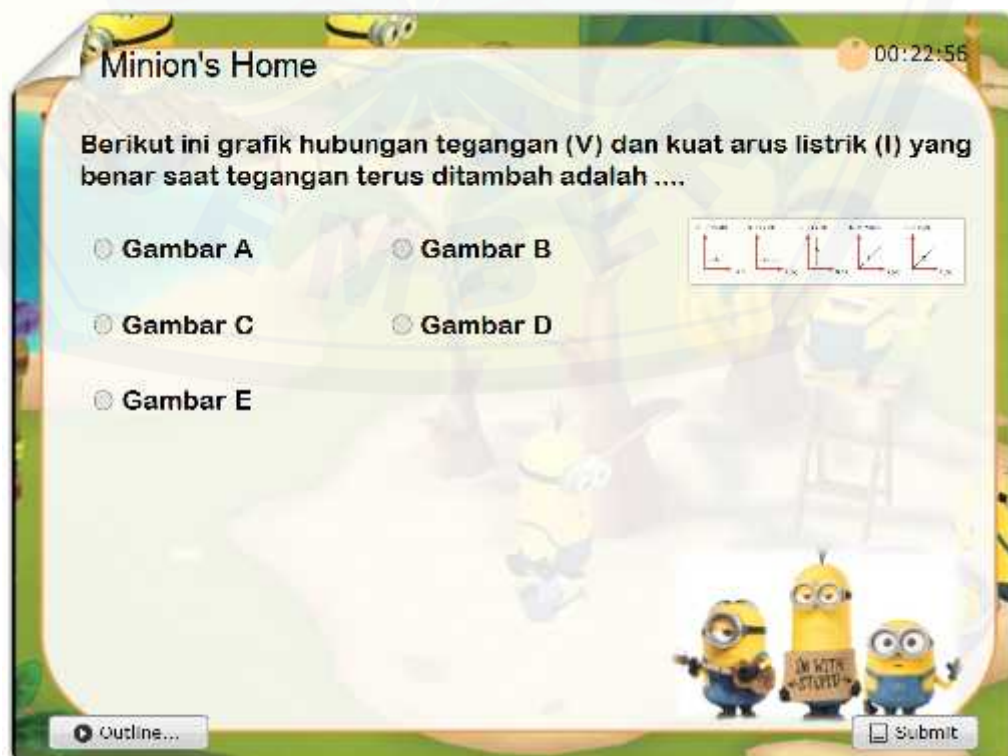 Minion's Home
00:22:56
Berikut ini grafik hubungan tegangan (V) dan kuat arus listrik (I) yang
benar saat tegangan terus ditambah adalah ....
Gambar A
Gambar B
Gambar C
Gambar D
Gambar E
I'M WITH
STUPID
Outline...
Submit